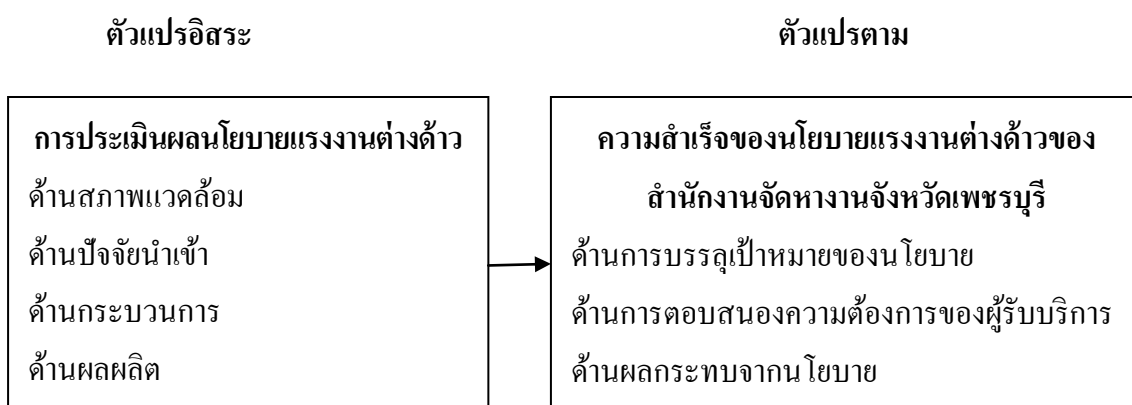 ตัวแปรอิสระ
ตัวแปรตาม
การประเมินผลนโยบายแรงงานต่างด้าว
ด้านสภาพแวดล้อม
ด้านปัจจัยนำเข้า
ด้านกระบวนการ
ด้านผลผลิต
ความสำเร็จของนโยบายแรงงานต่างด้าวของ
สำนักงานจัดหางานจังหวัดเพชรบุรี
ด้านการบรรลุเป้าหมายของนโยบาย
ด้านการตอบสนองความต้องการของผู้รับบริการ
ด้านผลกระทบจากนโยบาย